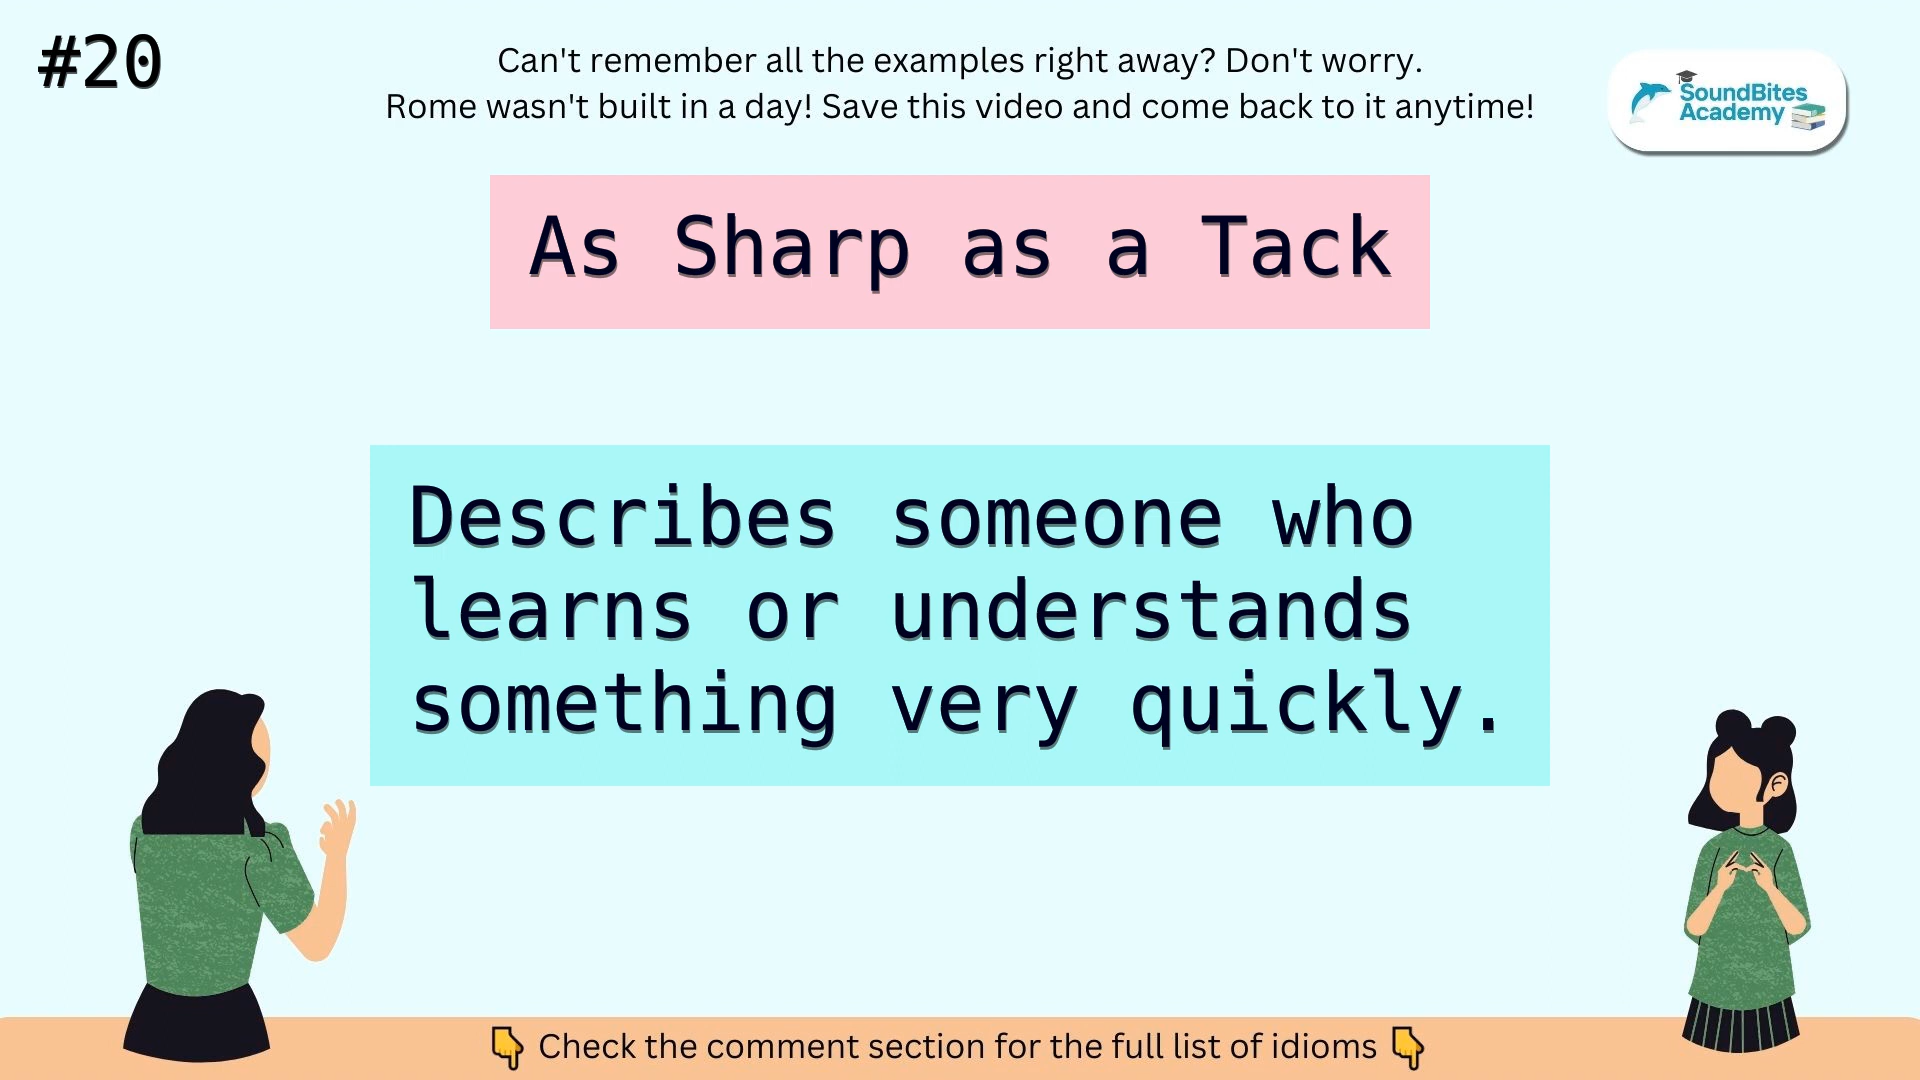 #20
Can't remember all the examples right away? Don't worry.
Rome wasn't built in a day! Save this video and come back to it anytime!
SoundBites
Academy
As Sharp as a Tack
Describes someone who
learns or understands
something very quickly.
👇 Check the comment section for the full list of idioms 👇